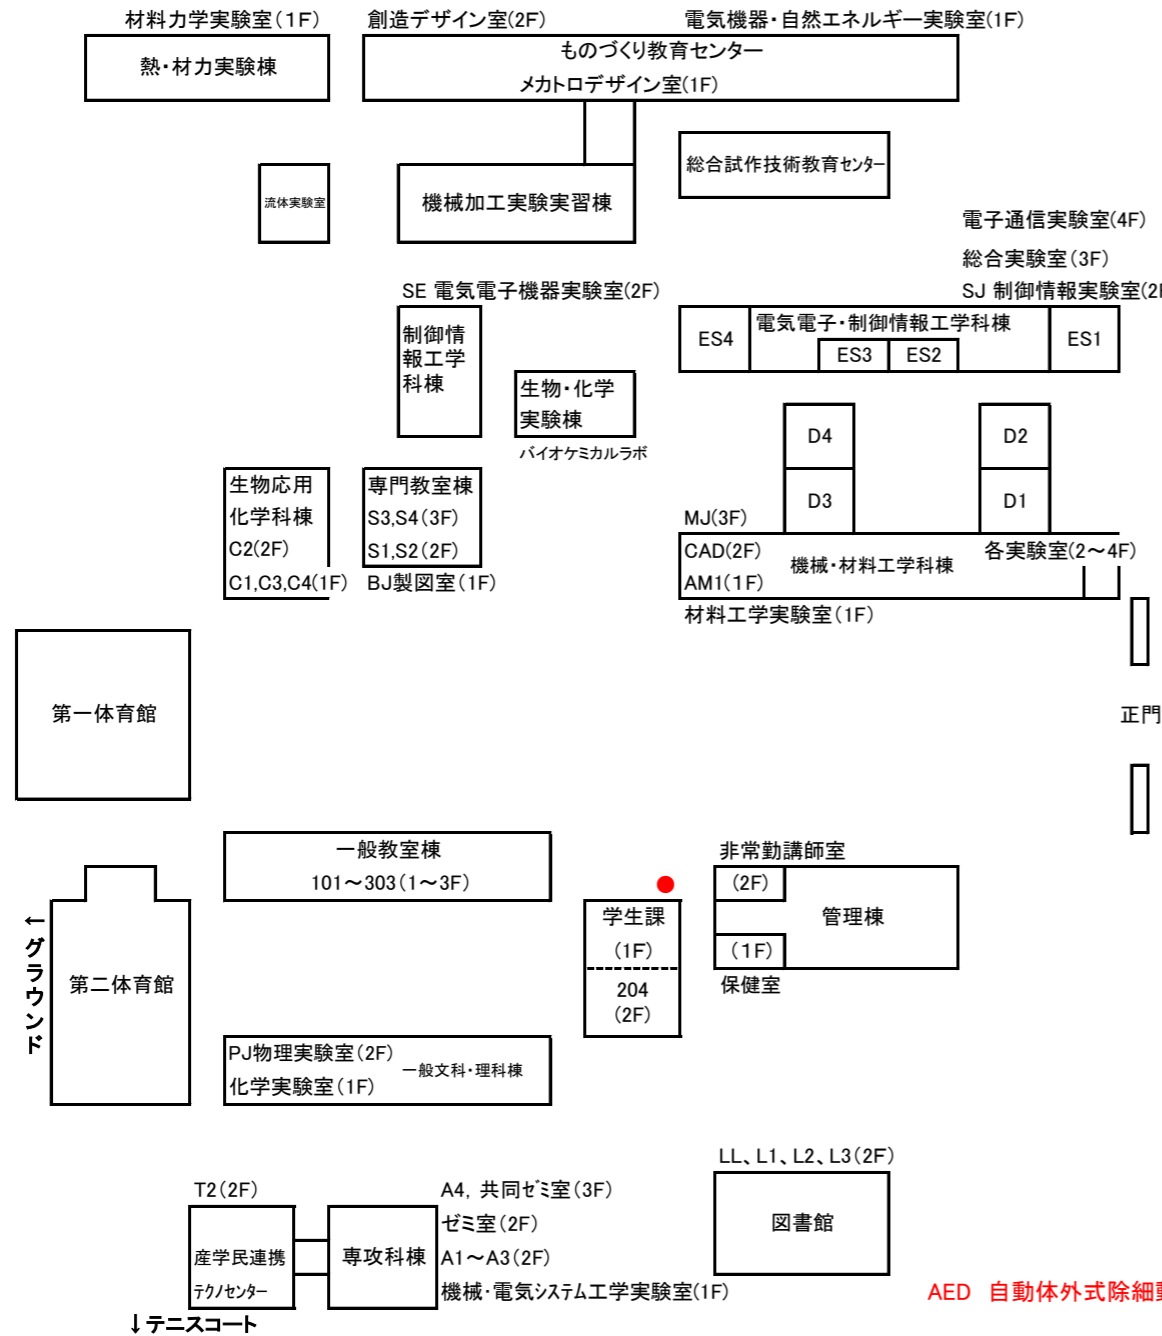 材料力学実験室(1F)
創造デザイン室(2F)
電気機器・自然エネルギー実験室(1F)
熱・材力実験棟
ものづくり教育センター
メカトロデザイン室(1F)
総合試作技術教育センター
流体実験室
機械加工実験実習棟
電子通信実験室(4F)
総合実験室(3F)
SE 電気電子機器実験室(2F)
SJ 制御情報実験室(2F
制御情
報工学
科棟
ES4
電気電子・制御情報工学科棟
ES3
ES2
ES1
生物・化学
実験棟
バイオケミカルラボ
D4
D2
D3
D1
生物応用
化学科棟
C2(2F)
C1,C3,C4(1F)
専門教室棟
S3,S4(3F)
S1,S2(2F)
BJ製図室(1F)
MJ(3F)
CAD(2F)
AM1(1F)
機械・材料工学科棟
各実験室(2～4F)
材料工学実験室(1F)
第一体育館
正門
一般教室棟
101～303(1～3F)
非常勤講師室
(2F)
管理棟
(1F)
保健室
学生課
(1F)
204
(2F)
←グラウンド
第二体育館
PJ物理実験室(2F)
化学実験室(1F)
一般文科・理科棟
LL、L1、L2、L3(2F)
図書館
T2(2F)
産学民連携
テクノセンター
専攻科棟
A4, 共同ゼミ室(3F)
ゼミ室(2F)
A1～A3(2F)
機械・電気システム工学実験室(1F)
↓テニスコート
AED 自動体外式除細